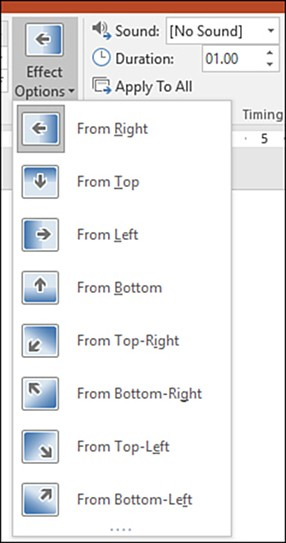 Effect
Options
Sound: [No Sound]
Duration: 01.00
Apply To All
Timing
5
From Right
From Top
From Left
From Bottom
From Top-Right
From Bottom-Right
From Top-Left
From Bottom-Left